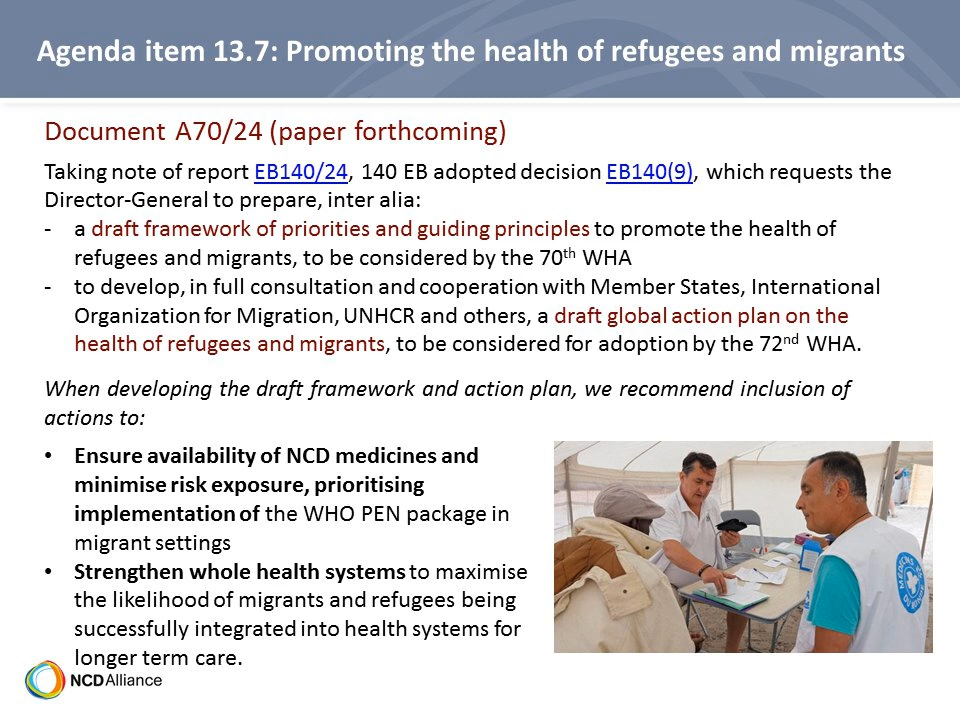 Agenda item 13.7: Promoting the health of refugees and migrants
Document A70/24 (paper forthcoming)
Taking note of report EB140/24, 140 EB adopted decision EB140(9), which requests the
Director-General to prepare, inter alia:
- a draft framework of priorities and guiding principles to promote the health of
refugees and migrants, to be considered by the 70th WHA
- to develop, in full consultation and cooperation with Member States, International
Organization for Migration, UNHCR and others, a draft global action plan on the
health of refugees and migrants, to be considered for adoption by the 72nd WHA.
When developing the draft framework and action plan, we recommend inclusion of
actions to:
• Ensure availability of NCD medicines and
minimise risk exposure, prioritising
implementation of the WHO PEN package in
migrant settings
• Strengthen whole health systems to maximise
the likelihood of migrants and refugees being
successfully integrated into health systems for
longer term care.
NCD Alliance